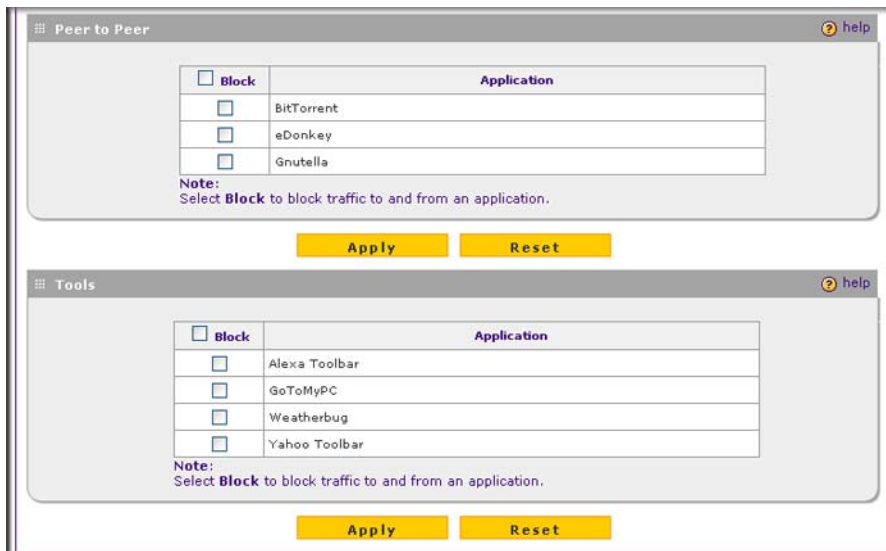 Peer to Peer
? help
Block Application
BitTorrent
eDonkey
Gnutella
Note:
Select Block to block traffic to and from an application.
Apply Reset
Tools
? help
Block Application
Alexa Toolbar
GoToMyPC
Weatherbug
Yahoo Toolbar
Note:
Select Block to block traffic to and from an application.
Apply Reset